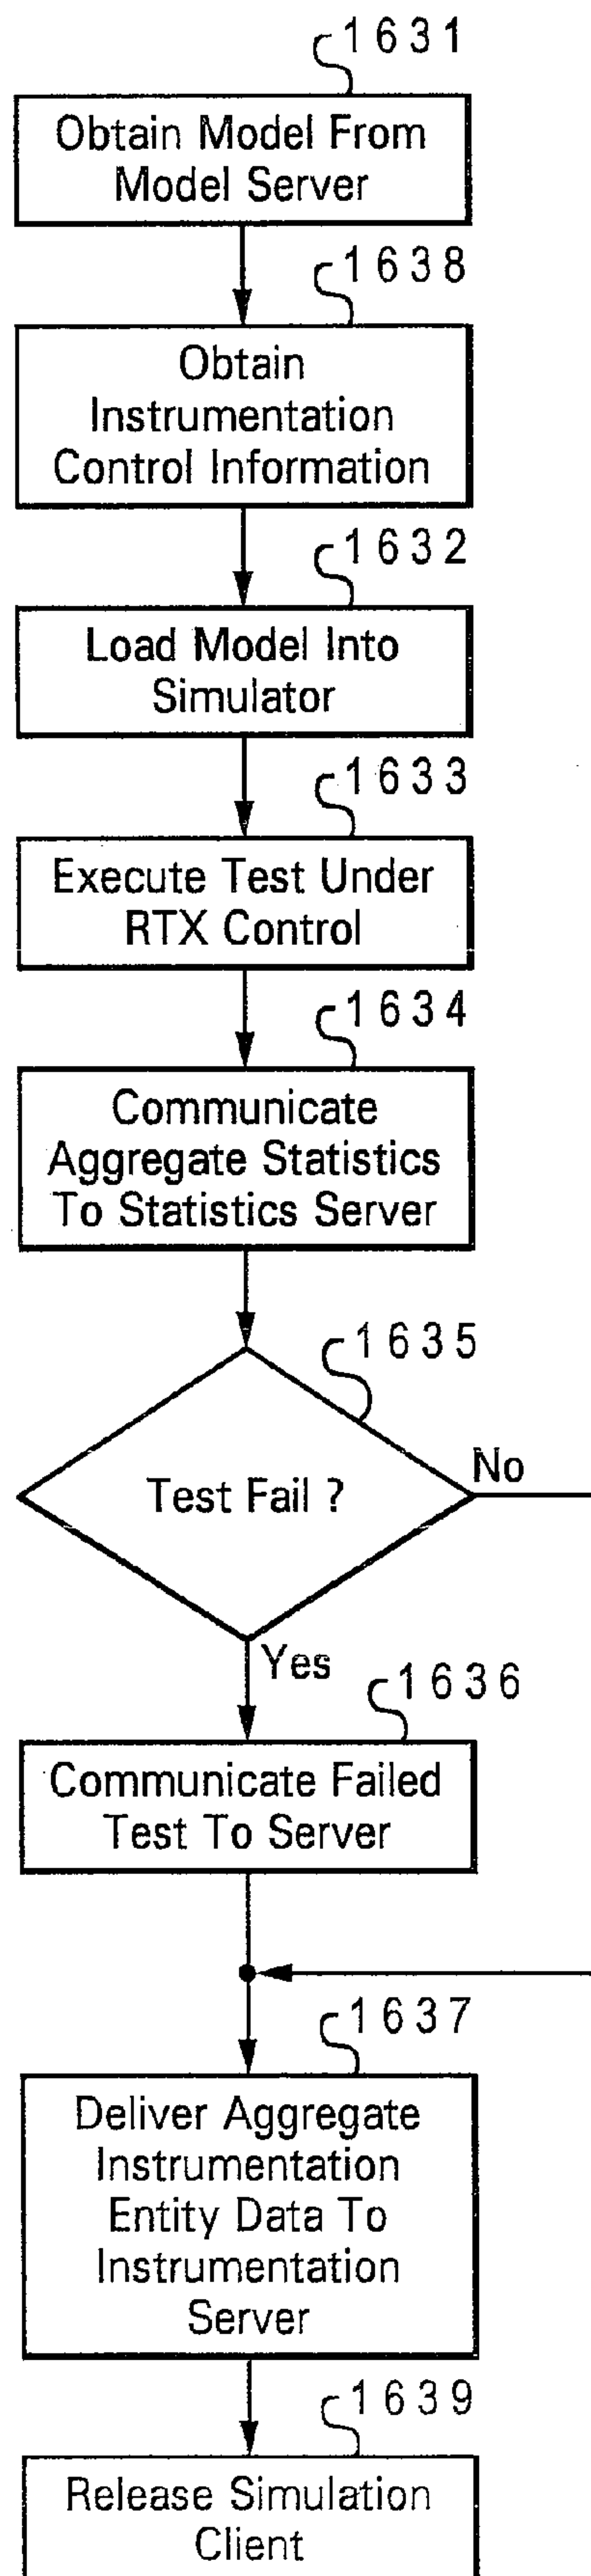 1631
Obtain Model From
Model Server
1638
Obtain
Instrumentation
Control Information
1632
Load Model Into
Simulator
1633
Execute Test Under
RTX Control
1634
Communicate
Aggregate Statistics
To Statistics Server
1635
Test Fail ?
No
Yes
1636
Communicate Failed
Test To Server
1637
Deliver Aggregate
Instrumentation
Entity Data To
Instrumentation
Server
1639
Release Simulation
Client